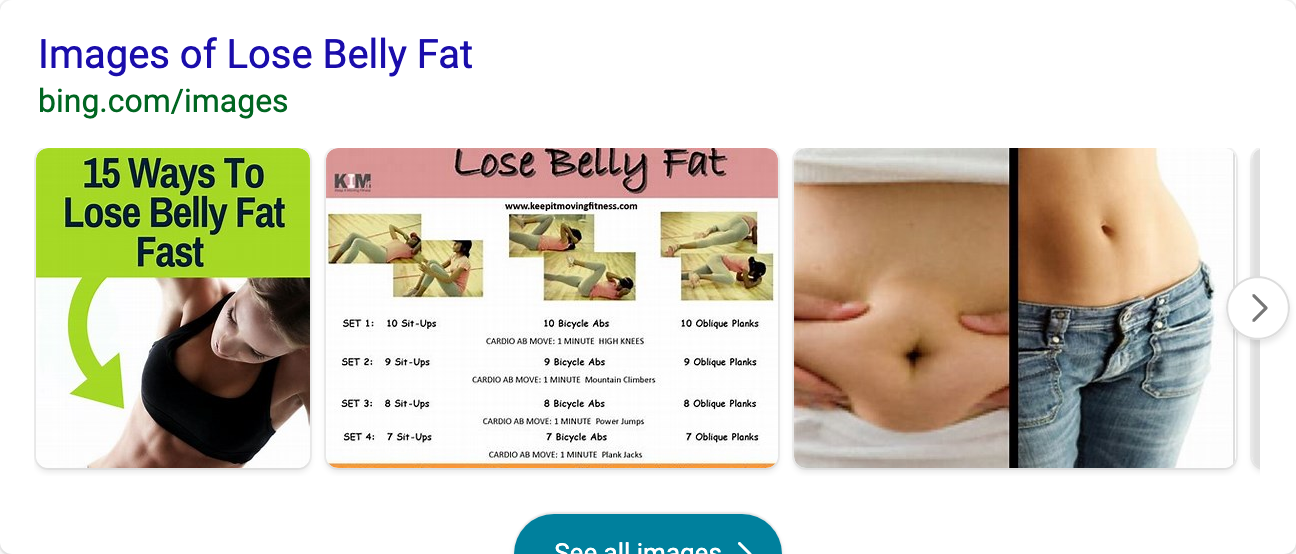 Images of Lose Belly Fat
bing.com/images
15 Ways To
Lose Belly Fat
Fast
Lose Belly Fat
KIM
www.keepitmovingfitness.com
SET 1: 10 Sit-Ups 10 Bicycle Abs 10 Oblique Planks
CARDIO AB MOVE: 1 MINUTE HIGH KNEES
SET 2: 9 Sit-Ups 9 Bicycle Abs 9 Oblique Planks
CARDIO AB MOVE: 1 MINUTE Mountain Climbers
SET 3: 8 Sit-Ups 8 Bicycle Abs 8 Oblique Planks
CARDIO AB MOVE: 1 MINUTE Power Jumps
SET 4: 7 Sit-Ups 7 Bicycle Abs 7 Oblique Planks
CARDIO AB MOVE: 1 MINUTE Plank Jacks
See all images